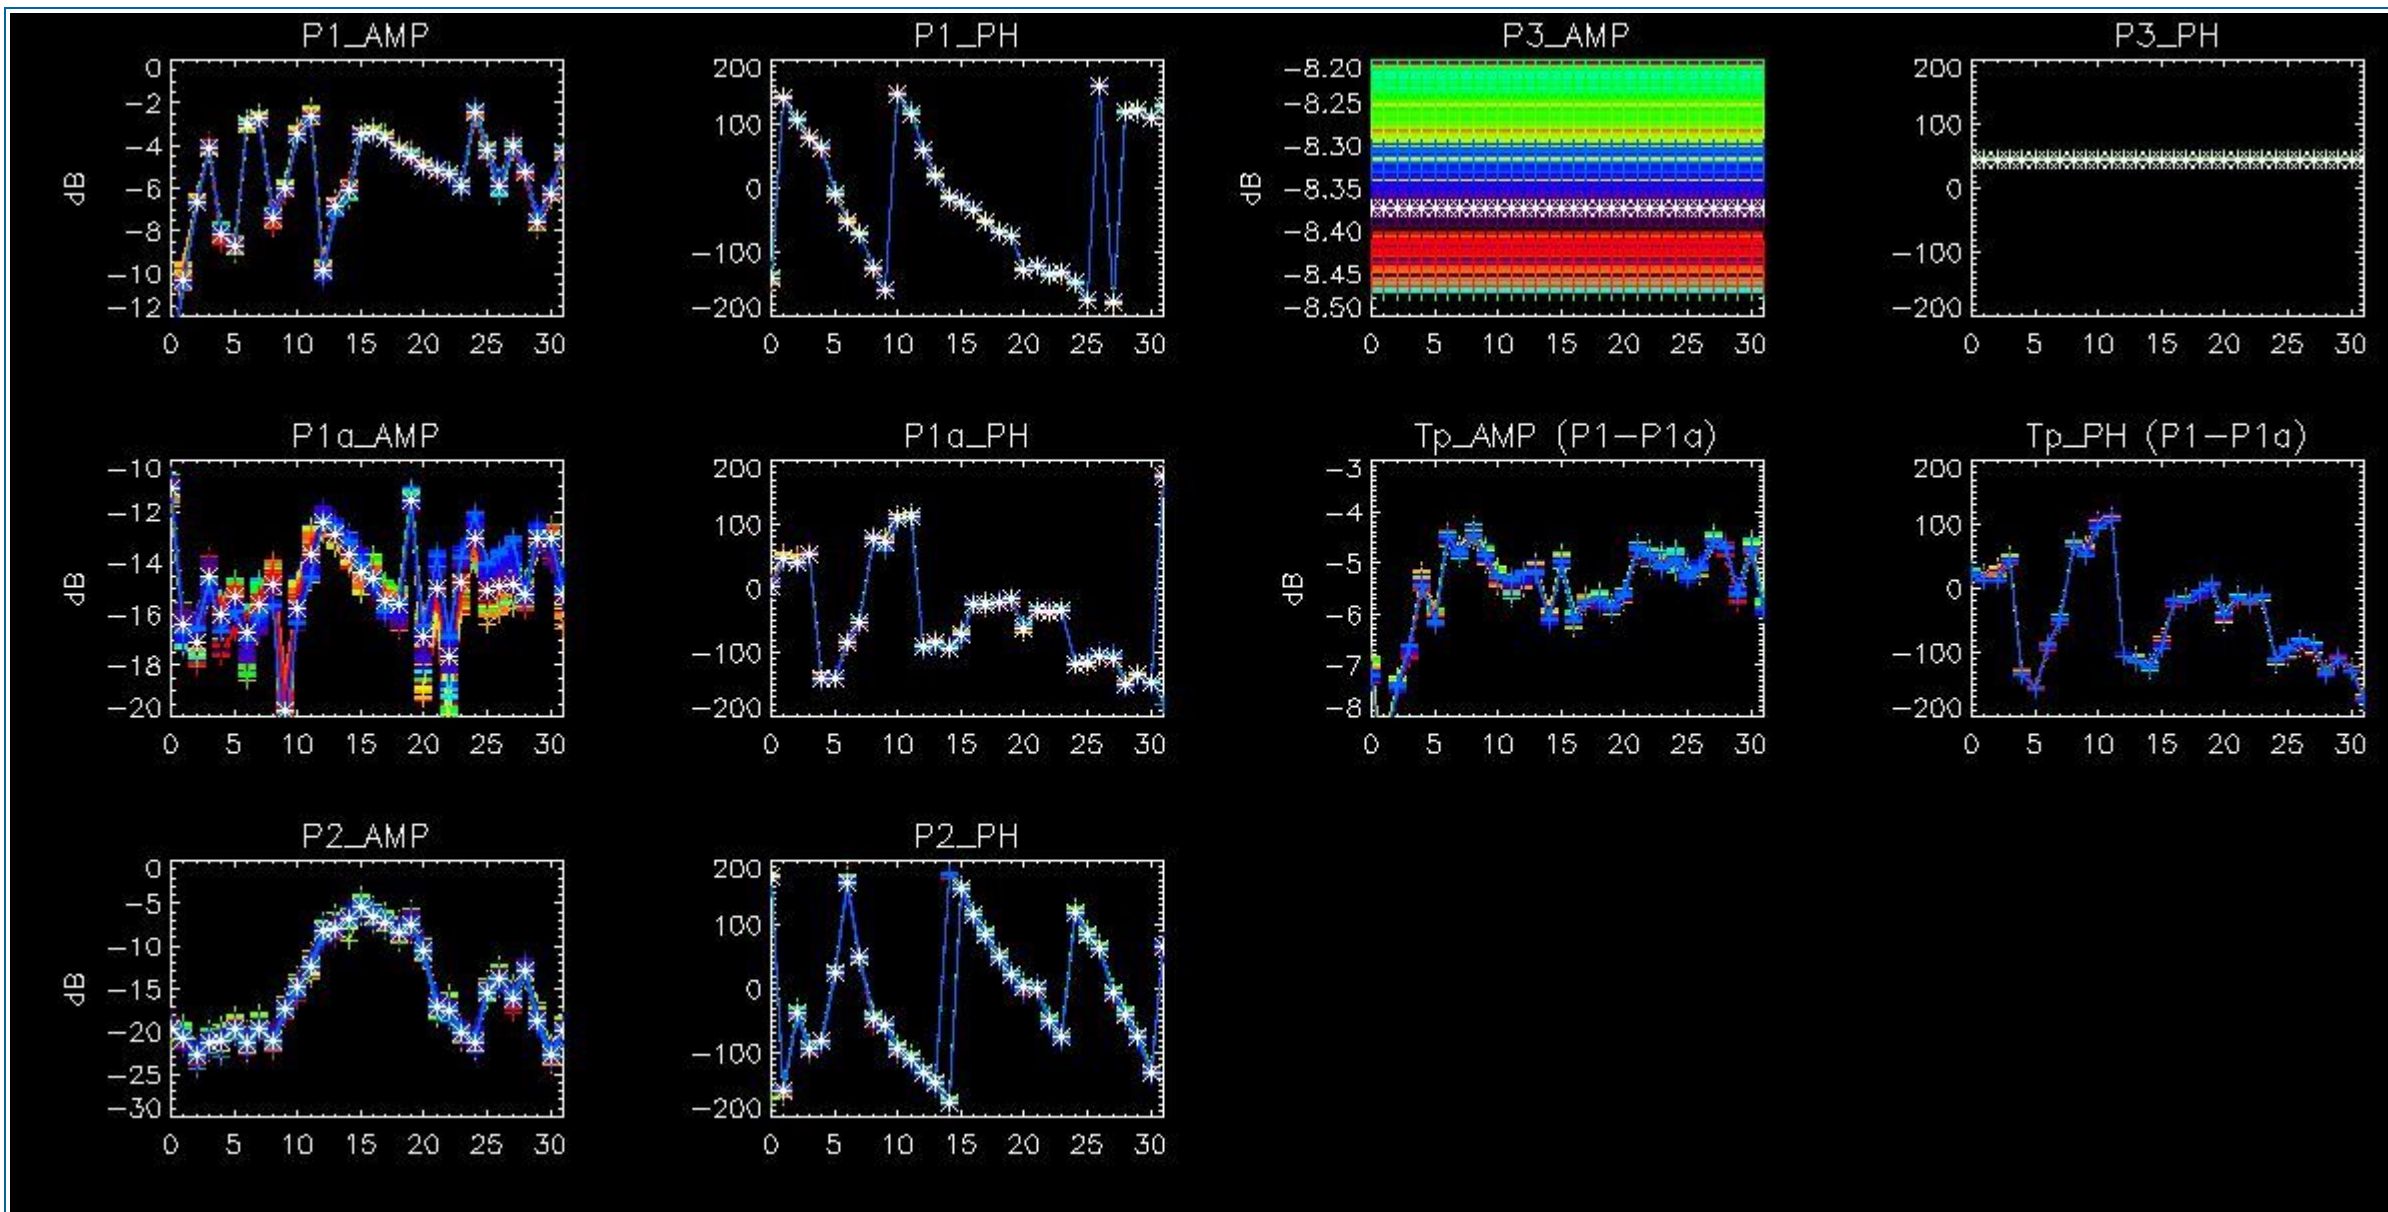 P1_AMP P1_PH P3_AMP P3_PH
0 200 -8.20 200
-2 100 -8.25 100
-4 0 -8.30 0
-6 -100 -8.35 -100
-8 -200 -8.40 -200
-10 -8.45
-12 -8.50
dB dB
0 5 10 15 20 25 30 0 5 10 15 20 25 30 0 5 10 15 20 25 30 0 5 10 15 20 25 30
P1a_AMP P1a_PH Tp_AMP (P1-P1a) Tp_PH (P1-P1a)
-10 200 -3 200
-12 100 -4 100
-14 0 -5 0
-16 -100 -6 -100
-18 -200 -7 -200
-20 -8
dB dB
0 5 10 15 20 25 30 0 5 10 15 20 25 30 0 5 10 15 20 25 30 0 5 10 15 20 25 30
P2_AMP P2_PH
0 200
-5 100
-10 0
-15 -100
-20 -200
-25
-30
dB
0 5 10 15 20 25 30 0 5 10 15 20 25 30